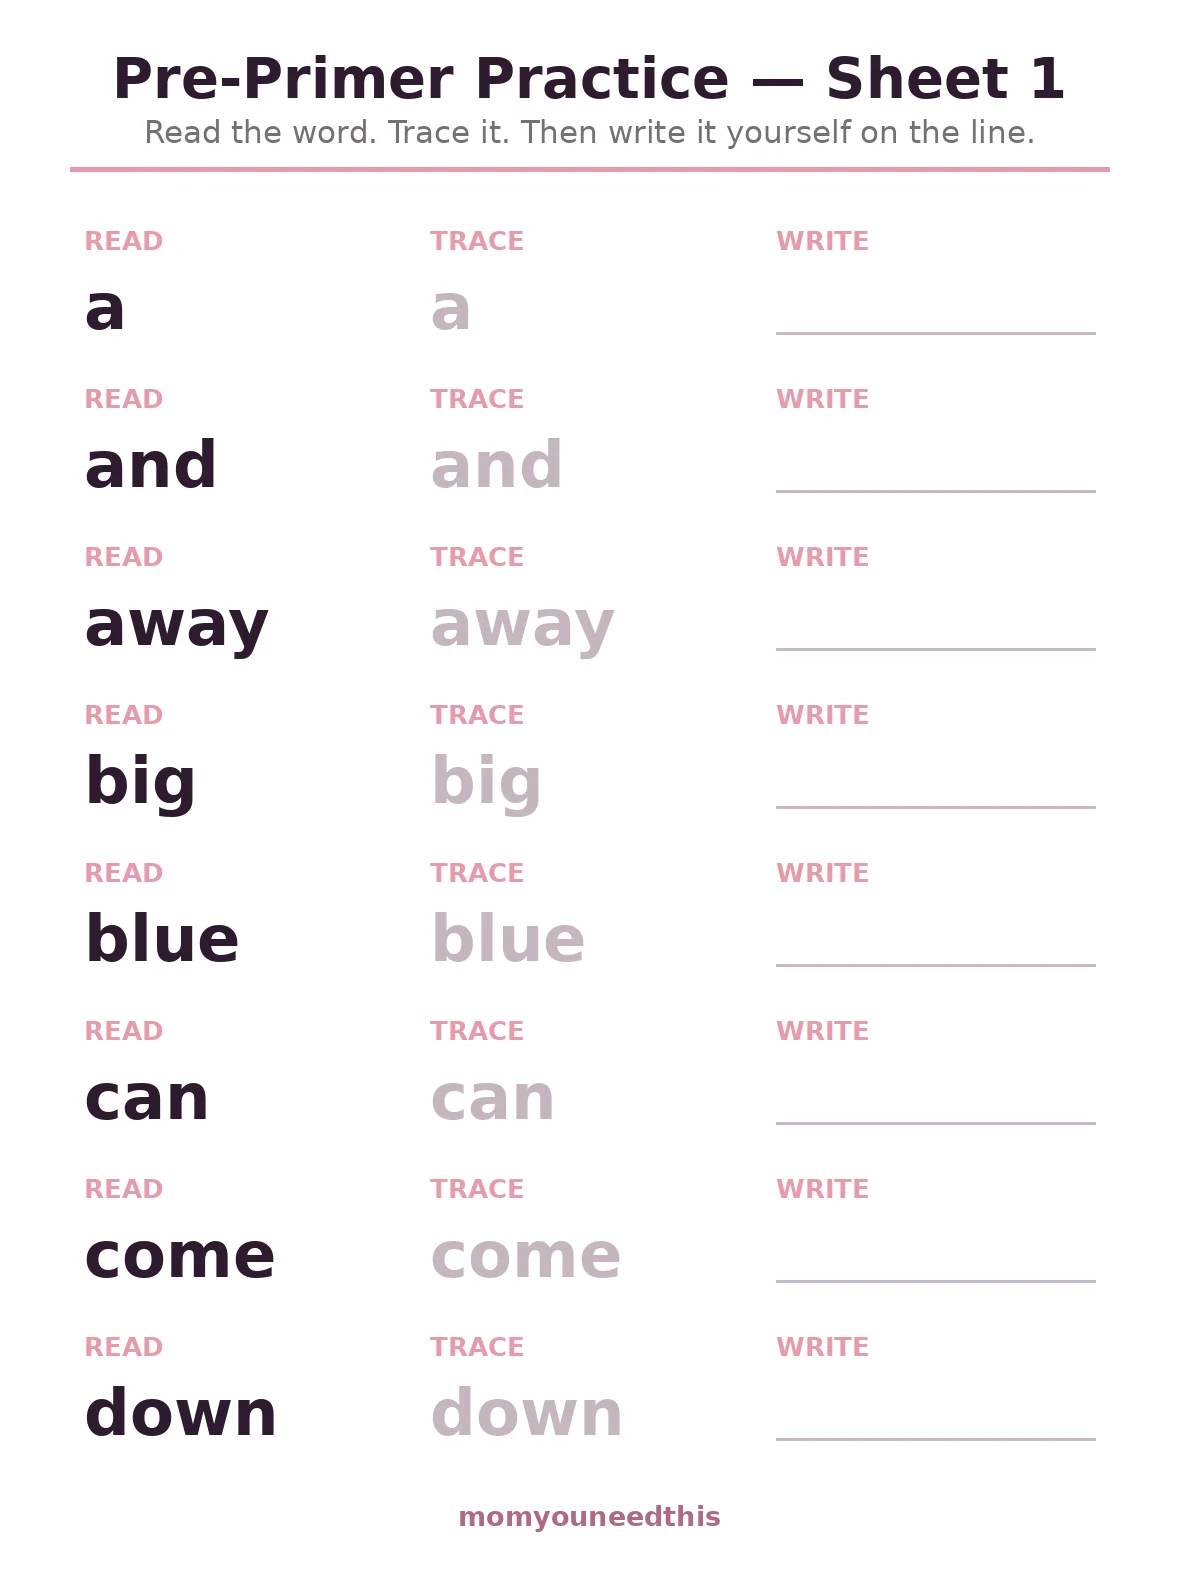 Pre-Primer Practice — Sheet 1
Read the word. Trace it. Then write it yourself on the line.
READ TRACE WRITE
a a
READ TRACE WRITE
and and
READ TRACE WRITE
away away
READ TRACE WRITE
big big
READ TRACE WRITE
blue blue
READ TRACE WRITE
can can
READ TRACE WRITE
come come
READ TRACE WRITE
down down
momyouneedthis